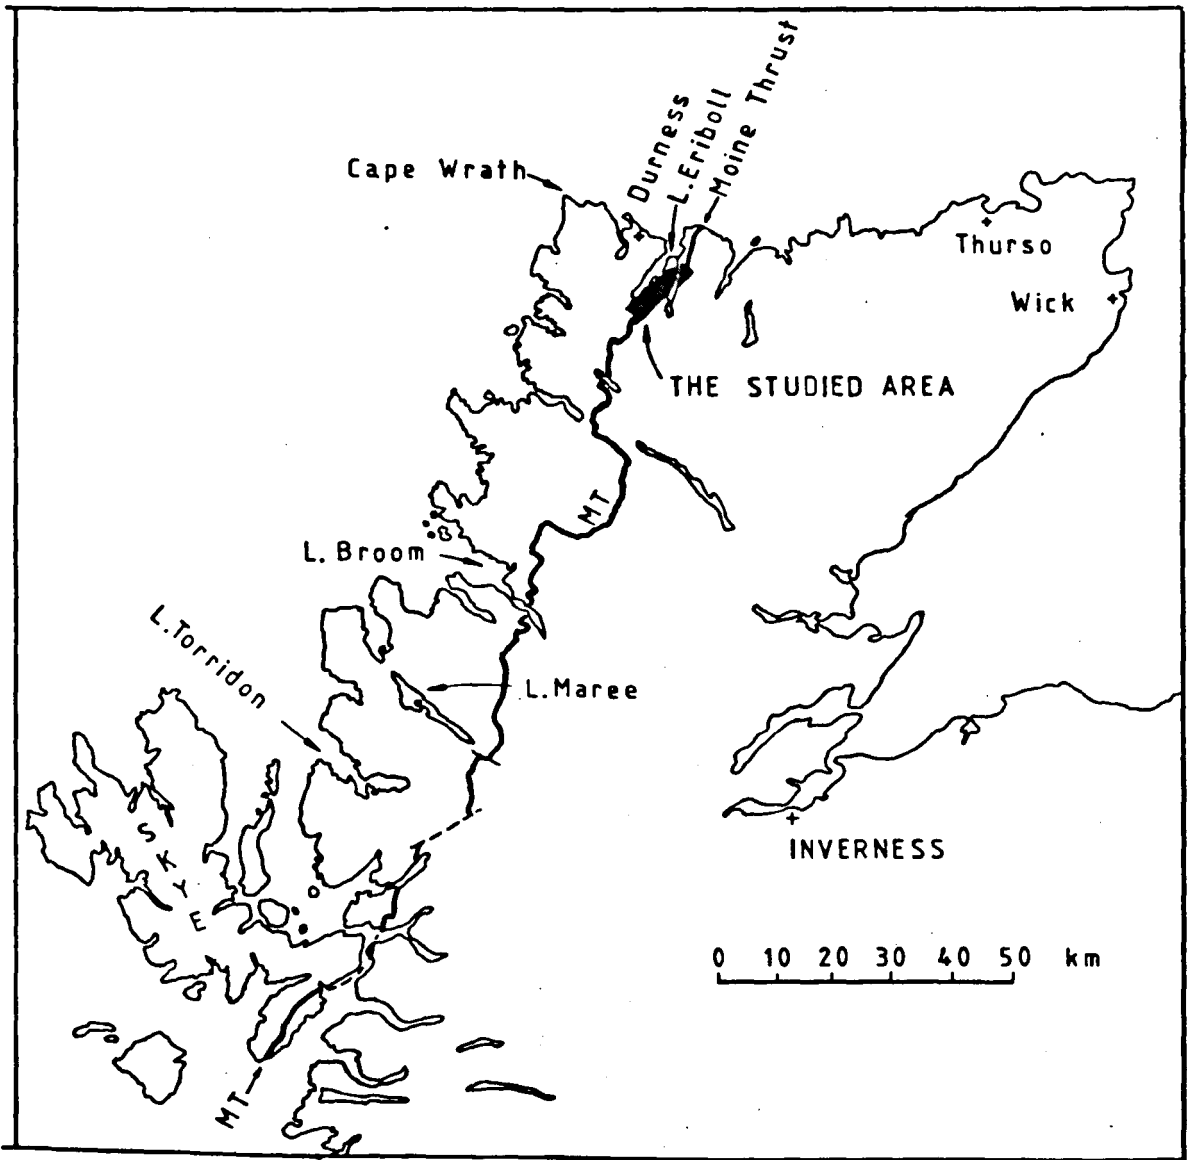 Moine Thrust
L.Eriboll
Durness
Cape Wrath
Thurso
Wick
THE STUDIED AREA
MT
L. Broom
L.Torridon
L.Maree
SKYE
INVERNESS
0 10 20 30 40 50 km
MT